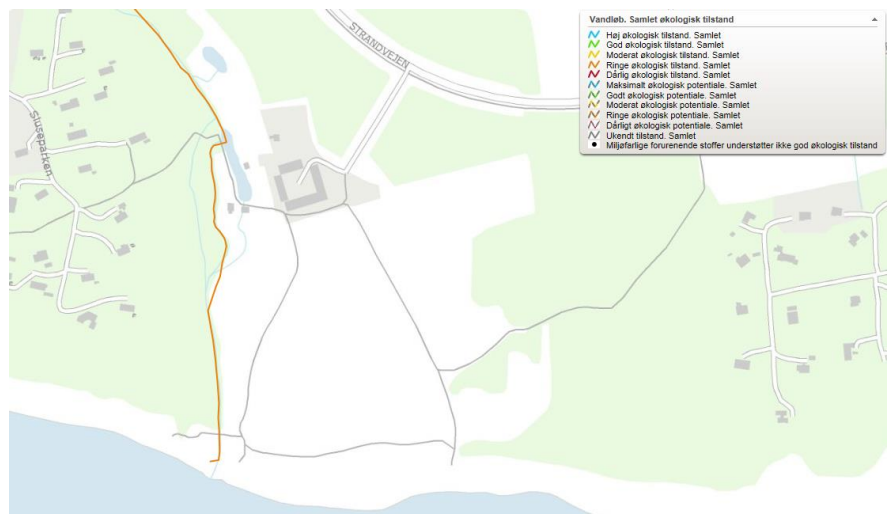 STRANDVEJEN
Sluseparken
Vandløb. Samlet økologisk tilstand
Høj økologisk tilstand. Samlet
God økologisk tilstand. Samlet
Moderat økologisk tilstand. Samlet
Ringe økologisk tilstand. Samlet
Dårlig økologisk tilstand. Samlet
Maksimalt økologisk potentiale. Samlet
Godt økologisk potentiale. Samlet
Moderat økologisk potentiale. Samlet
Ringe økologisk potentiale. Samlet
Dårligt økologisk potentiale. Samlet
Ukendt tilstand. Samlet
Miljøfarlige forurenende stoffer understøtter ikke god økologisk tilstand